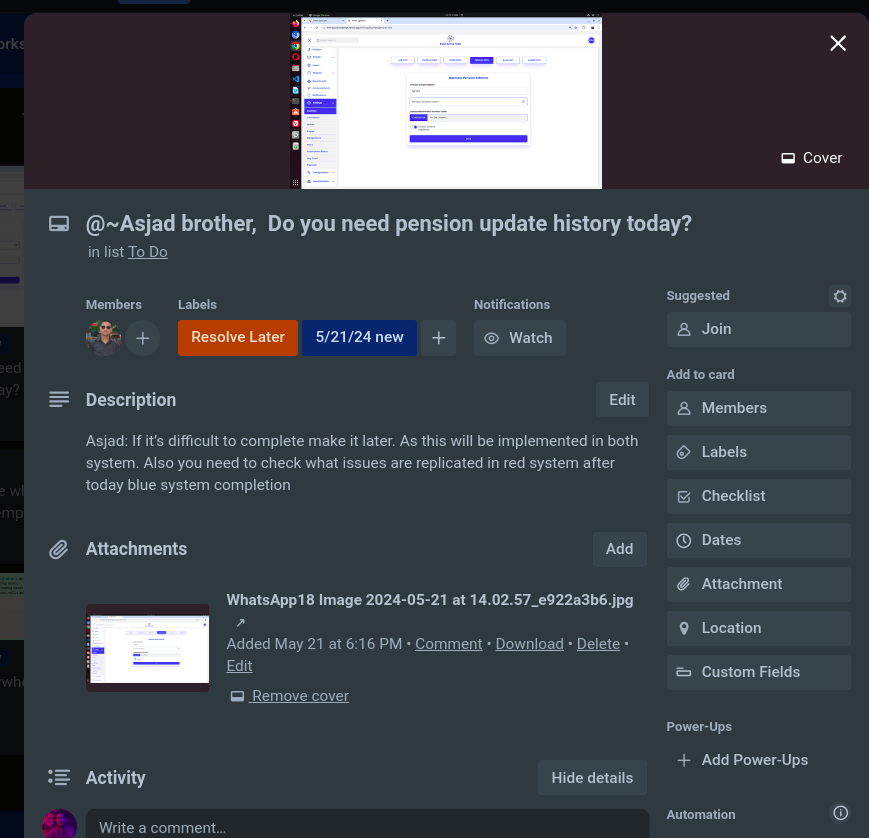 Cover
@~Asjad brother,  Do you need pension update history today?
in list To Do
Members
Labels
Notifications
Resolve Later
5/21/24 new
Watch
Description
Edit
Asjad: If it’s difficult to complete make it later. As this will be implemented in both
system. Also you need to check what issues are replicated in red system after
today blue system completion
Attachments
Add
WhatsApp18 Image 2024-05-21 at 14.02.57_e922a3b6.jpg
↗
Added May 21 at 6:16 PM • Comment • Download • Delete •
Edit
Remove cover
Activity
Hide details
Write a comment…
Suggested
Join
Add to card
Members
Labels
Checklist
Dates
Attachment
Location
Custom Fields
Power-Ups
Add Power-Ups
Automation